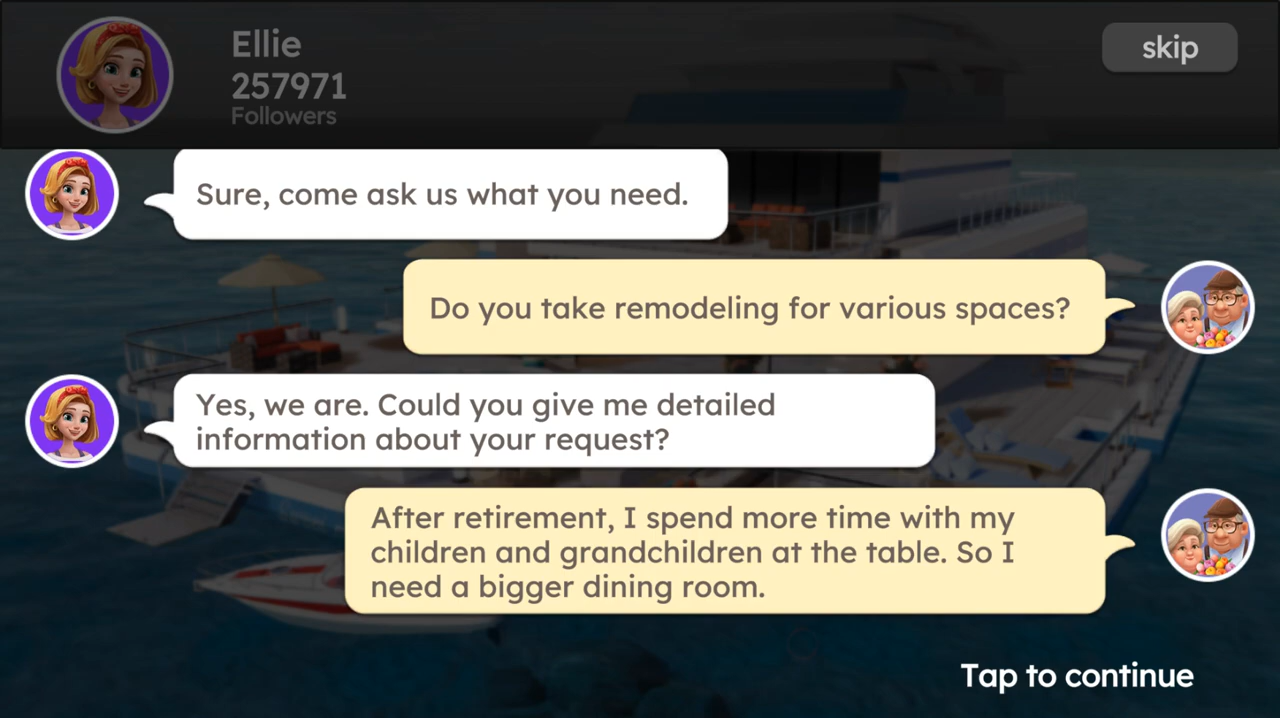 Ellie
257971
Followers
skip
Sure, come ask us what you need.
Do you take remodeling for various spaces?
Yes, we are. Could you give me detailed
information about your request?
After retirement, I spend more time with my
children and grandchildren at the table. So I
need a bigger dining room.
Tap to continue